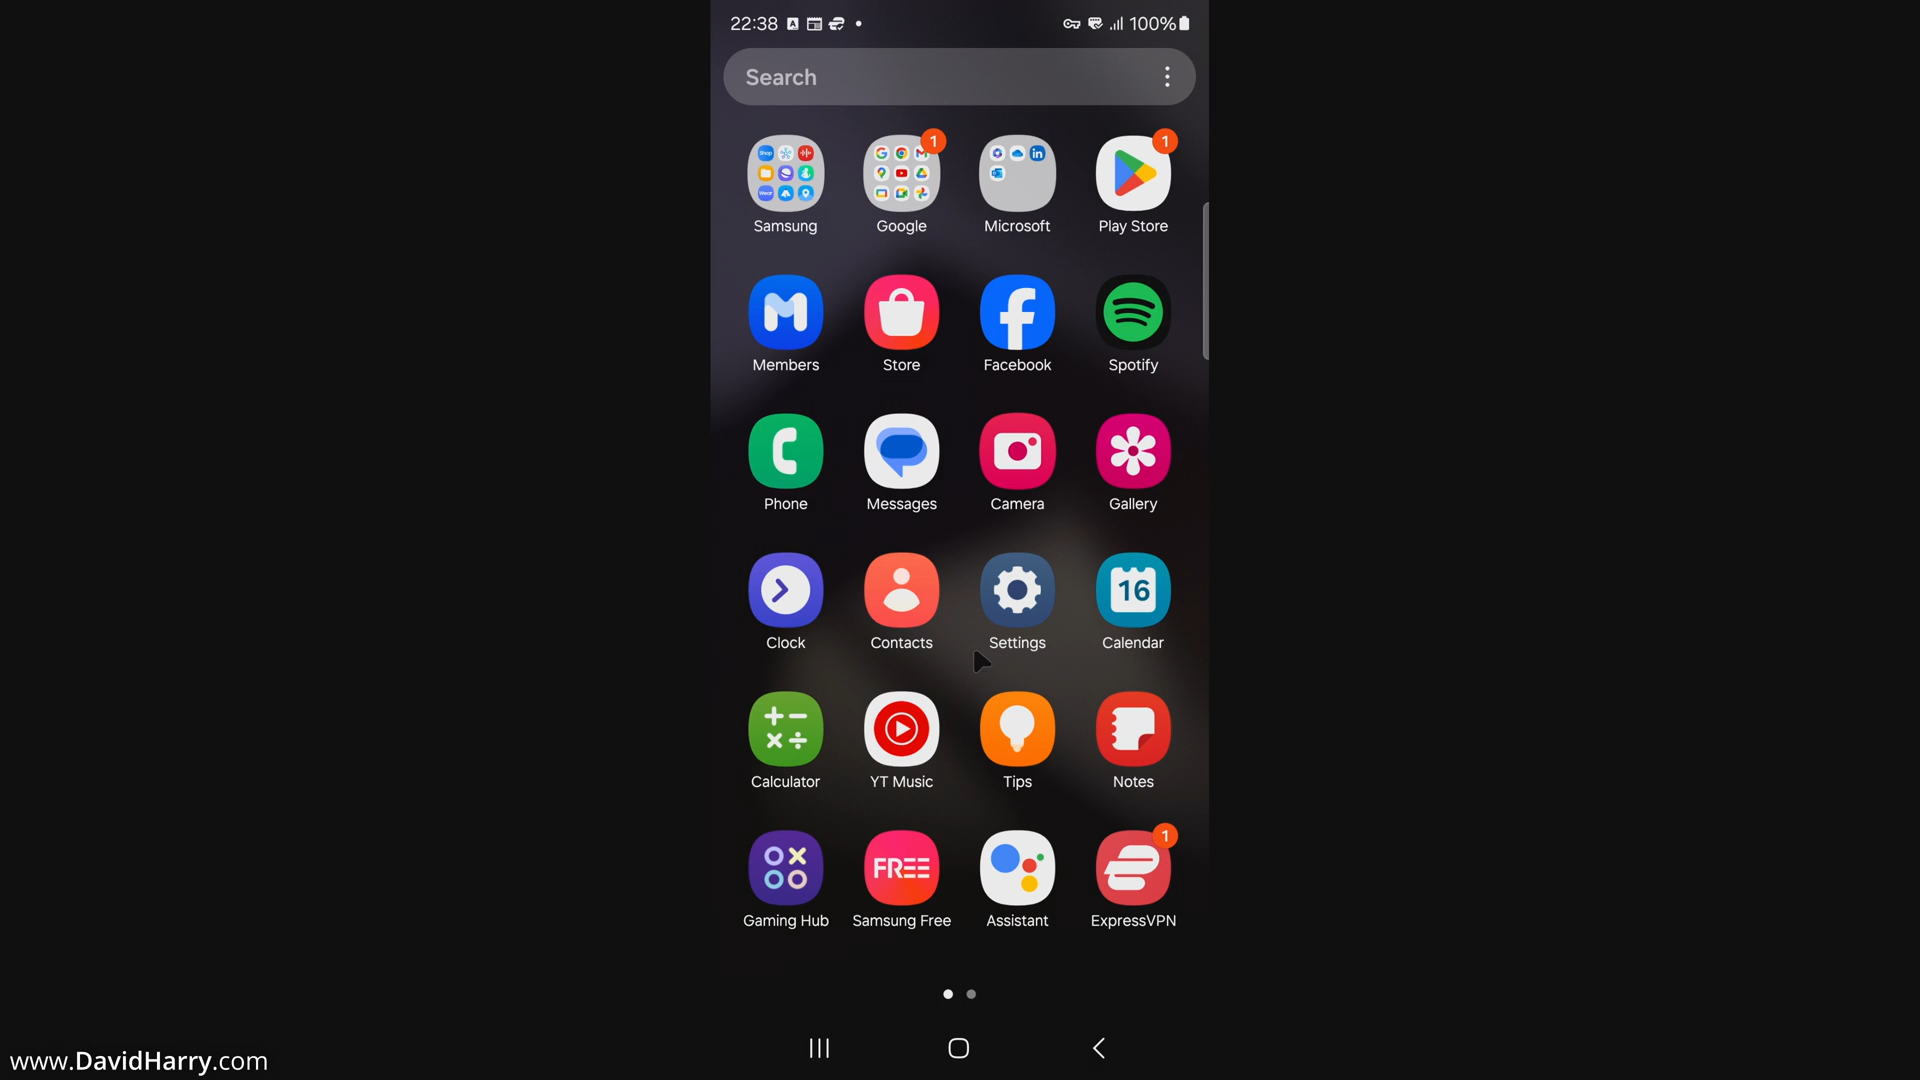 22:38 100%
Search
1 1
Samsung Google Microsoft Play Store
Members Store Facebook Spotify
Phone Messages Camera Gallery
16
Clock Contacts Settings Calendar
Calculator YT Music Tips Notes
FREE 1
Gaming Hub Samsung Free Assistant ExpressVPN
www.DavidHarry.com